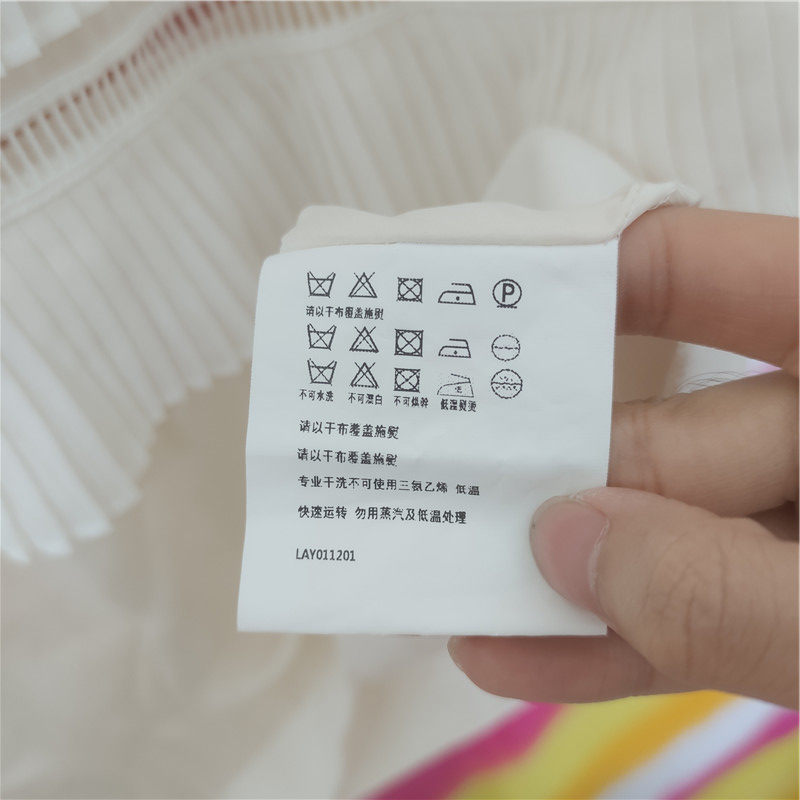 P
请以干布覆盖施熨
不可水洗 不可漂白 不可烘干 低温熨烫
请以干布覆盖施熨
请以干布覆盖施熨
专业干洗不可使用三氯乙烯 低温
快速运转 勿用蒸汽及低温处理
LAY011201